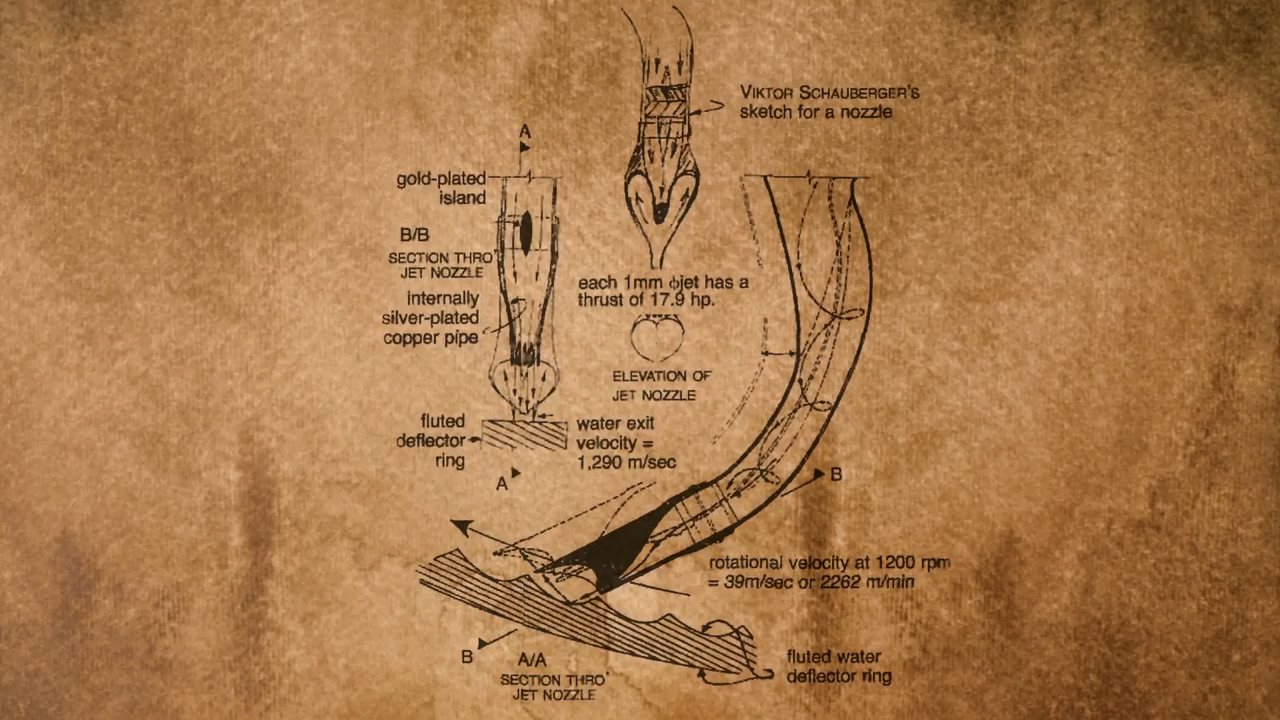 VIKTOR SCHAUBERGER'S
sketch for a nozzle
A
gold-plated
island
B/B
SECTION THRO'
JET NOZZLE
internally
silver-plated
copper pipe
each 1mm ϕjet has a
thrust of 17.9 hp.
ELEVATION OF
JET NOZZLE
fluted
deflector
ring
water exit
velocity =
1,290 m/sec
A
B
rotational velocity at 1200 rpm
= 39m/sec or 2262 m/min
B
A/A
SECTION THRO'
JET NOZZLE
fluted water
deflector ring